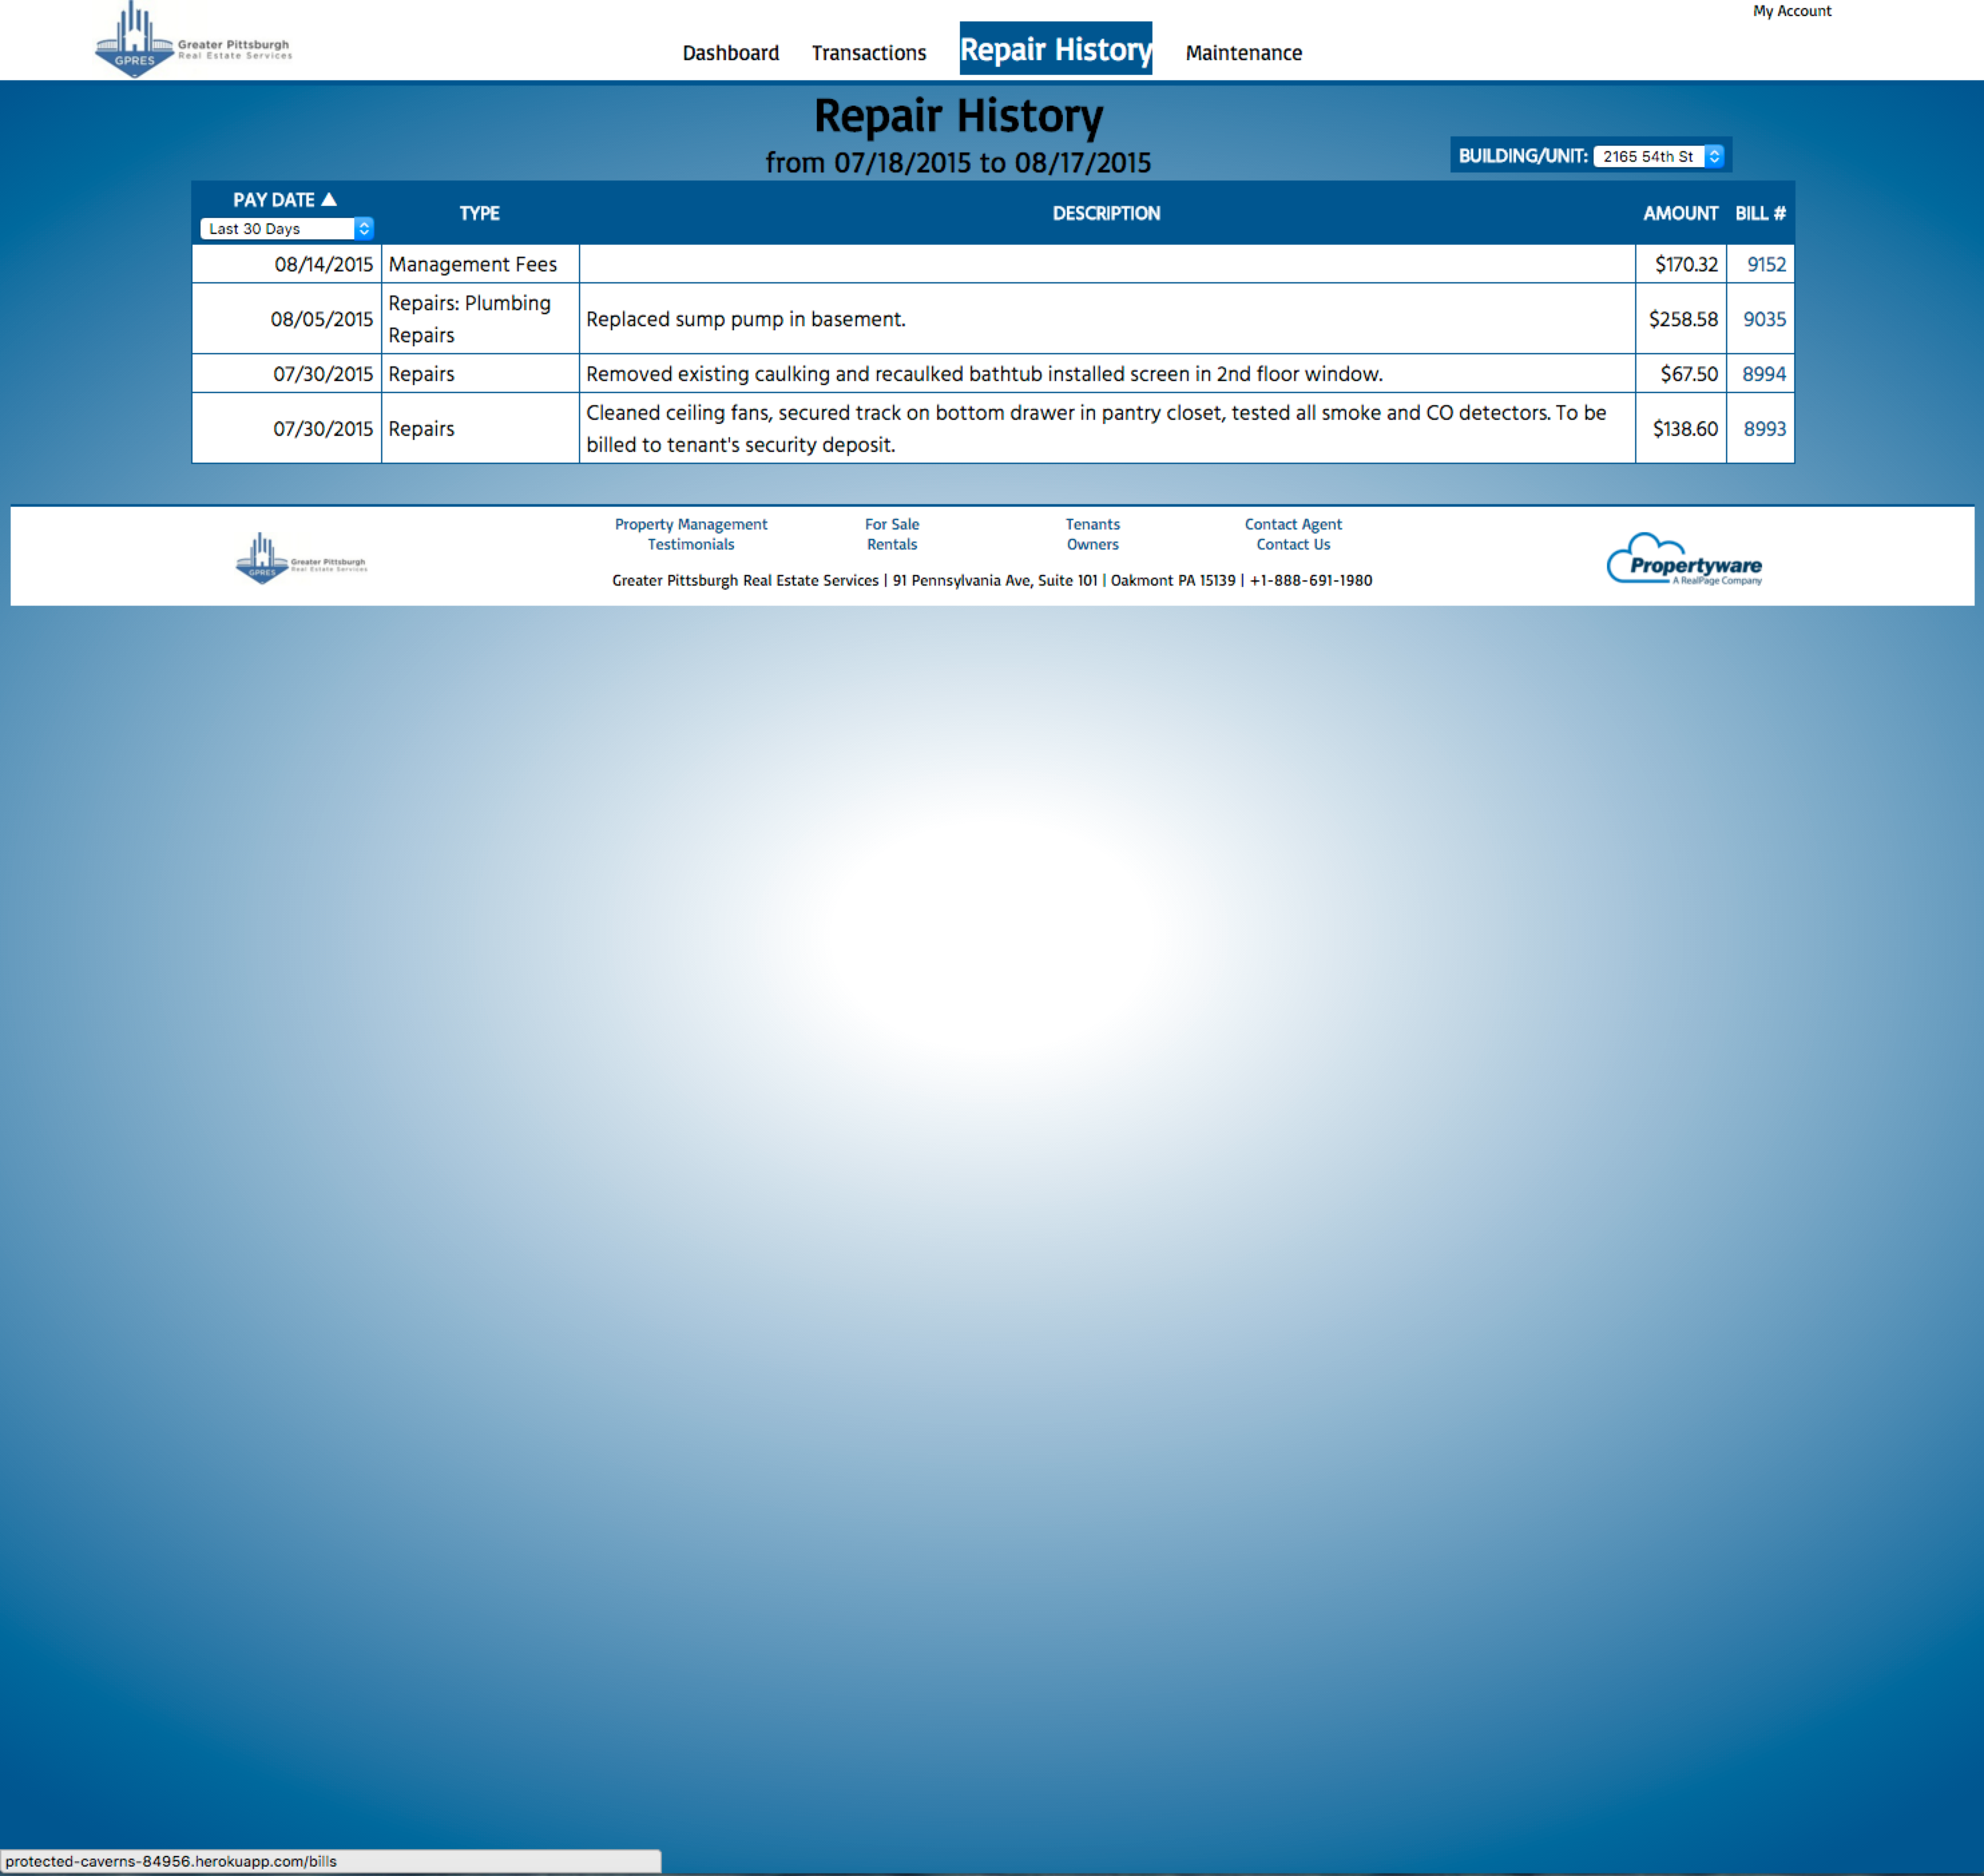 My Account
GPRES
Greater Pittsburgh
Real Estate Services
Dashboard Transactions Repair History Maintenance
Repair History
from 07/18/2015 to 08/17/2015
BUILDING/UNIT: 2165 54th St
PAY DATE ▲ TYPE DESCRIPTION AMOUNT BILL #
Last 30 Days
08/14/2015 Management Fees $170.32 9152
08/05/2015 Repairs: Plumbing Repairs Replaced sump pump in basement. $258.58 9035
07/30/2015 Repairs Removed existing caulking and recaulked bathtub installed screen in 2nd floor window. $67.50 8994
07/30/2015 Repairs Cleaned ceiling fans, secured track on bottom drawer in pantry closet, tested all smoke and CO detectors. To be
billed to tenant's security deposit. $138.60 8993
Property Management For Sale Tenants Contact Agent
Testimonials Rentals Owners Contact Us
GPRES
Greater Pittsburgh
Real Estate Services
Greater Pittsburgh Real Estate Services | 91 Pennsylvania Ave, Suite 101 | Oakmont PA 15139 | +1-888-691-1980
Propertyware
A RealPage Company
protected-caverns-84956.herokuapp.com/bills